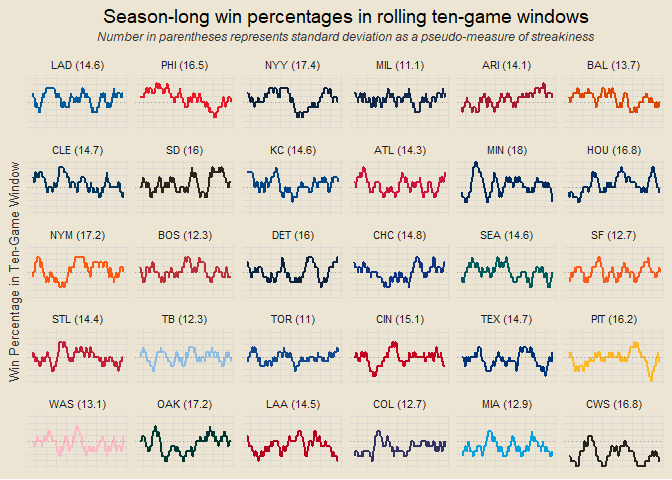 Season-long win percentages in rolling ten-game windows
Number in parentheses represents standard deviation as a pseudo-measure of streakiness
Win Percentage in Ten-Game Window
LAD (14.6) PHI (16.5) NYY (17.4) MIL (11.1) ARI (14.1) BAL (13.7)
CLE (14.7) SD (16) KC (14.6) ATL (14.3) MIN (18) HOU (16.8)
NYM (17.2) BOS (12.3) DET (16) CHC (14.8) SEA (14.6) SF (12.7)
STL (14.4) TB (12.3) TOR (11) CIN (15.1) TEX (14.7) PIT (16.2)
WAS (13.1) OAK (17.2) LAA (14.5) COL (12.7) MIA (12.9) CWS (16.8)